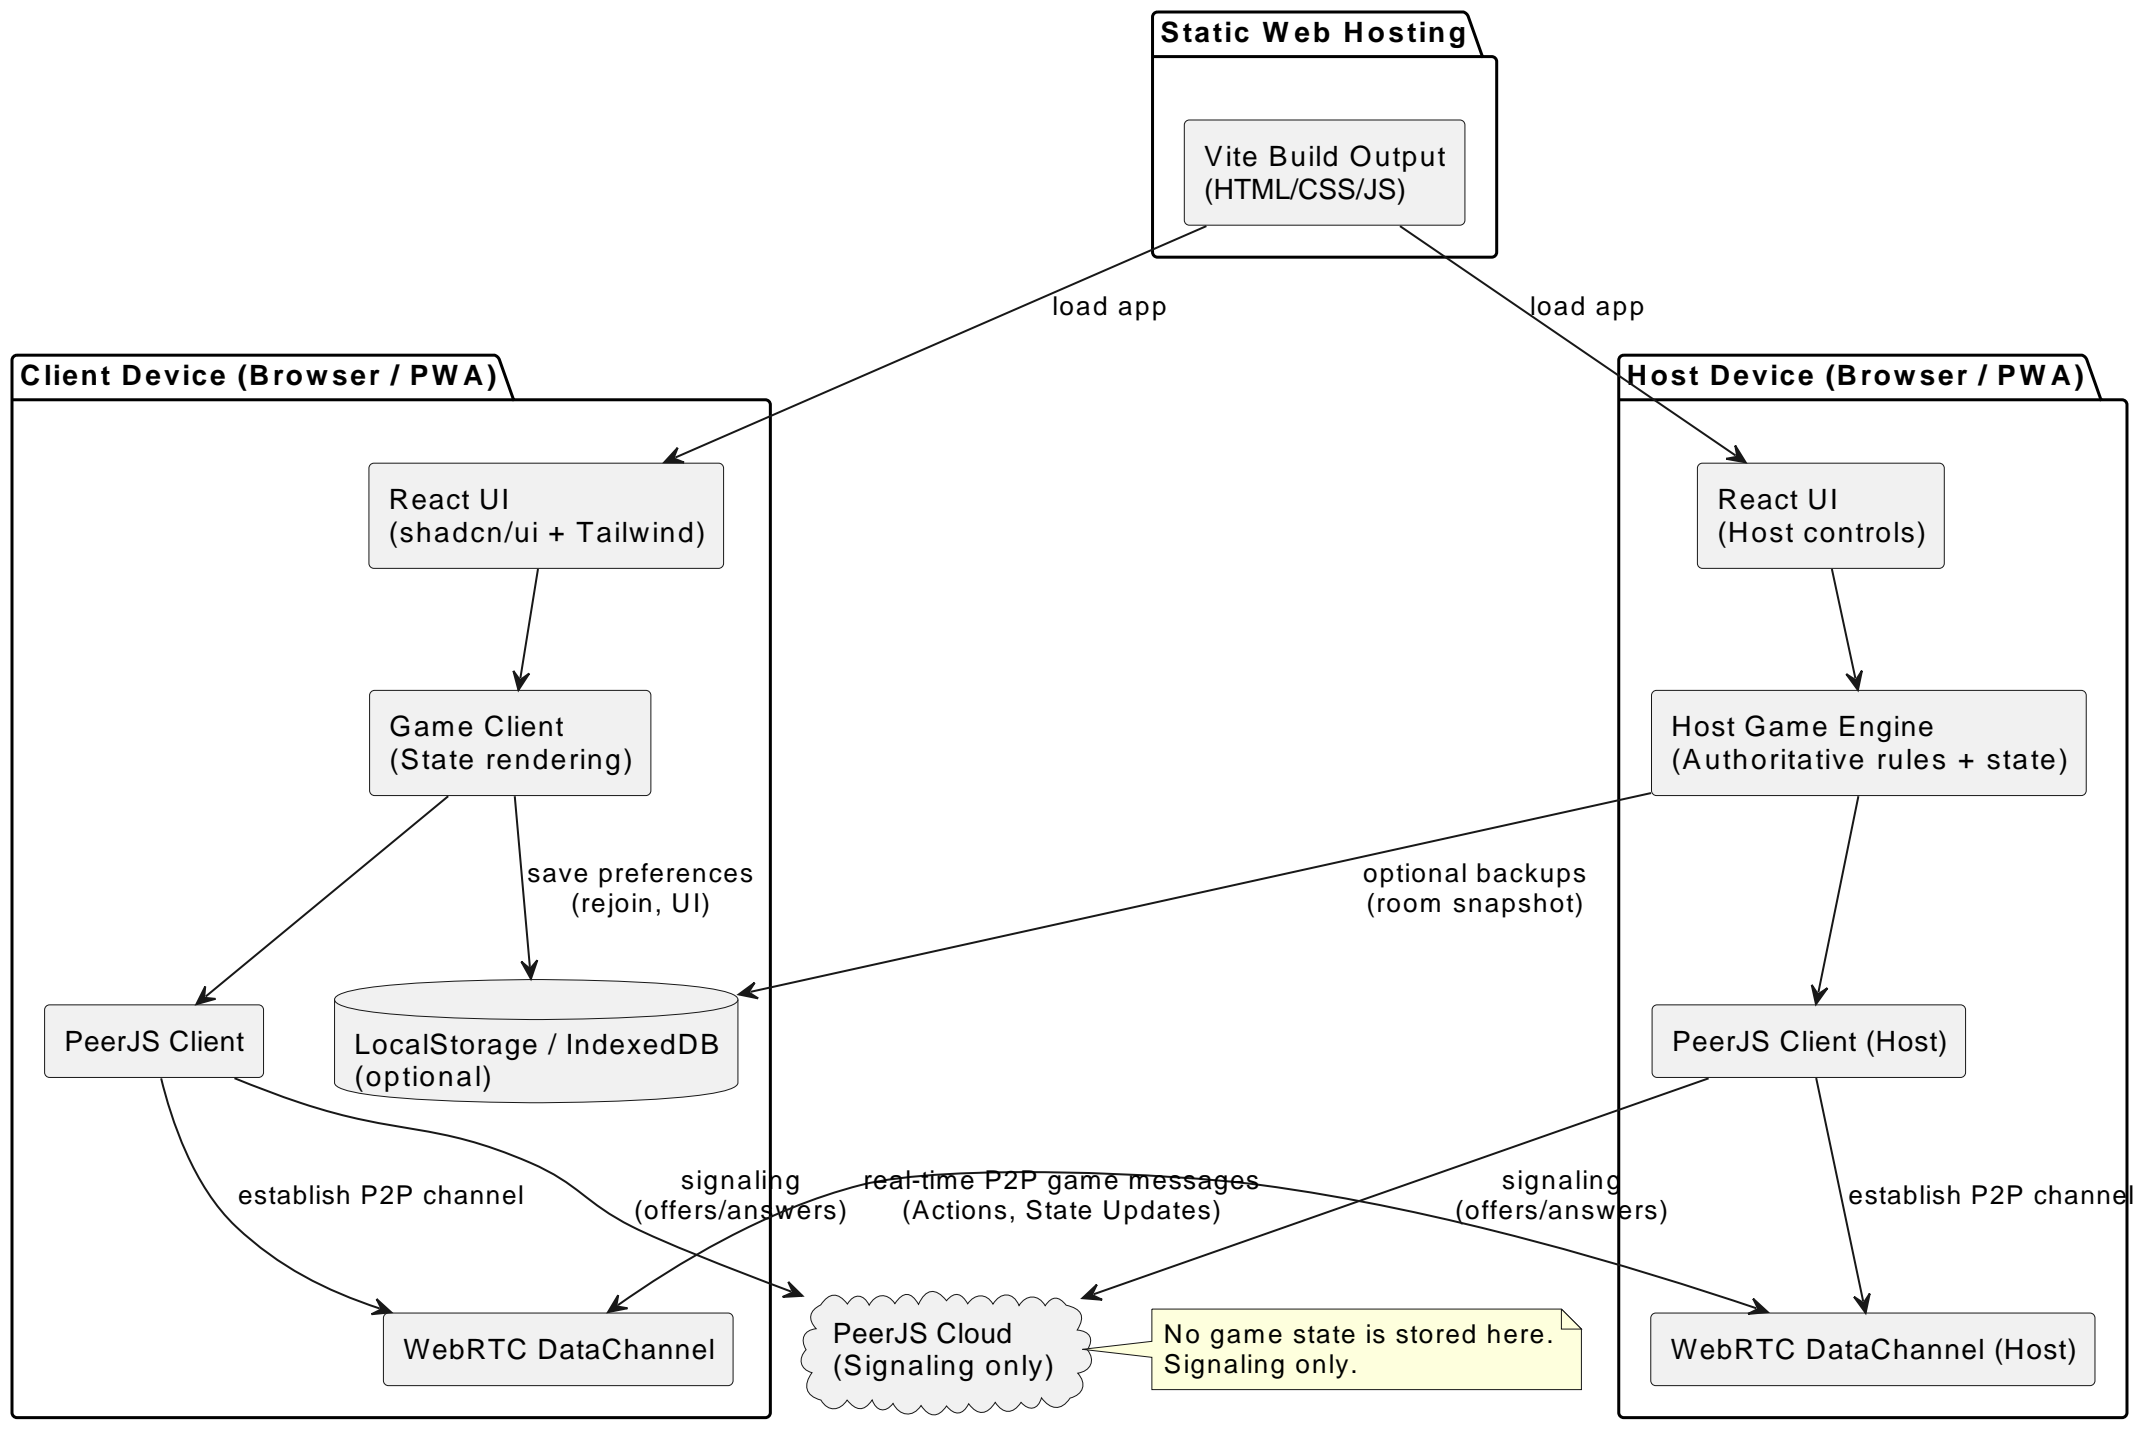 Static Web Hosting
Vite Build Output
(HTML/CSS/JS)
load app
load app
Client Device (Browser / PWA)
Host Device (Browser / PWA)
React UI
(shadcn/ui + Tailwind)
React UI
(Host controls)
Game Client
(State rendering)
Host Game Engine
(Authoritative rules + state)
save preferences
(rejoin, UI)
optional backups
(room snapshot)
PeerJS Client
LocalStorage / IndexedDB
(optional)
PeerJS Client (Host)
establish P2P channel
signaling
(offers/answers)
real-time P2P game messages
(Actions, State Updates)
signaling
(offers/answers)
establish P2P channel
WebRTC DataChannel
PeerJS Cloud
(Signaling only)
No game state is stored here.
Signaling only.
WebRTC DataChannel (Host)